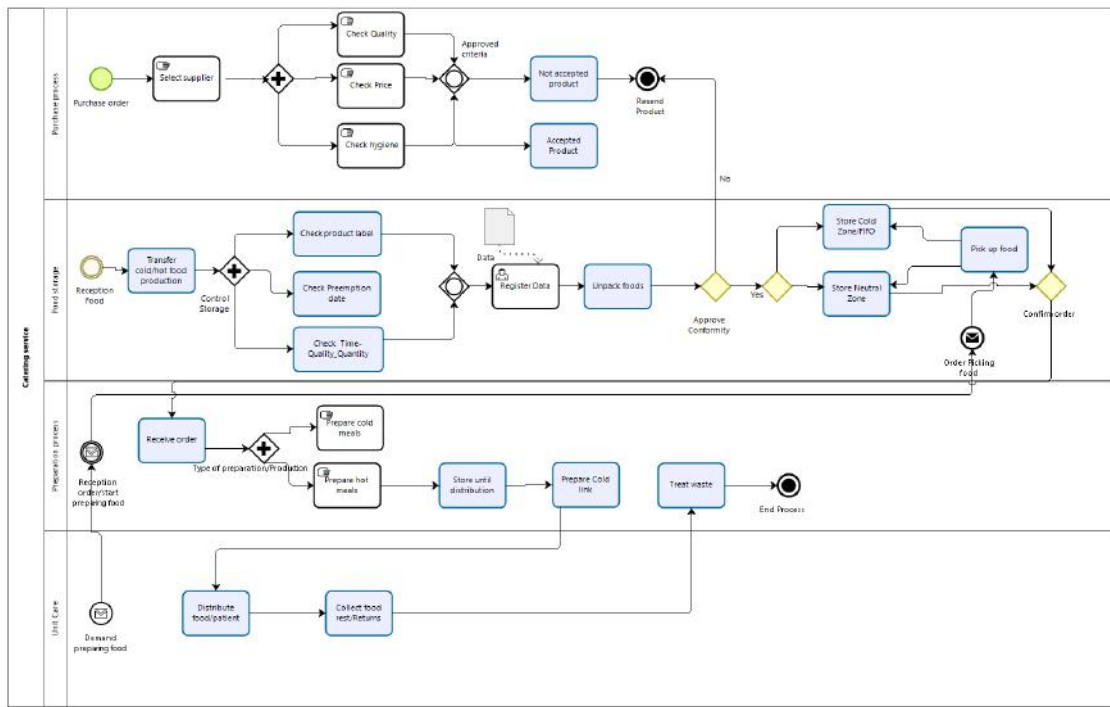 Catering service
Purchase process
Purchase order
Select supplier
Check Quality
Check Price
Check hygiene
Approved
criteria
Not accepted
product
Accepted
Product
Resend
Product
No
Food storage
Reception
Food
Transfer
cold/hot food
production
Control
Storage
Check product label
Check Preemption
date
Check Time-
Quality_Quantity
Data
Register Data
Unpack foods
Approve
Conformity
Yes
Store Cold
Zone/FIFO
Store Neutral
Zone
Pick up food
Confirm order
Order Picking
food
Preparation process
Reception
order/start
preparing food
Receive order
Type of preparation/Production
Prepare cold
meals
Prepare hot
meals
Store until
distribution
Prepare Cold
link
Treat waste
End Process
Unit Care
Demand
preparing food
Distribute
food/patient
Collect food
rest/Returns